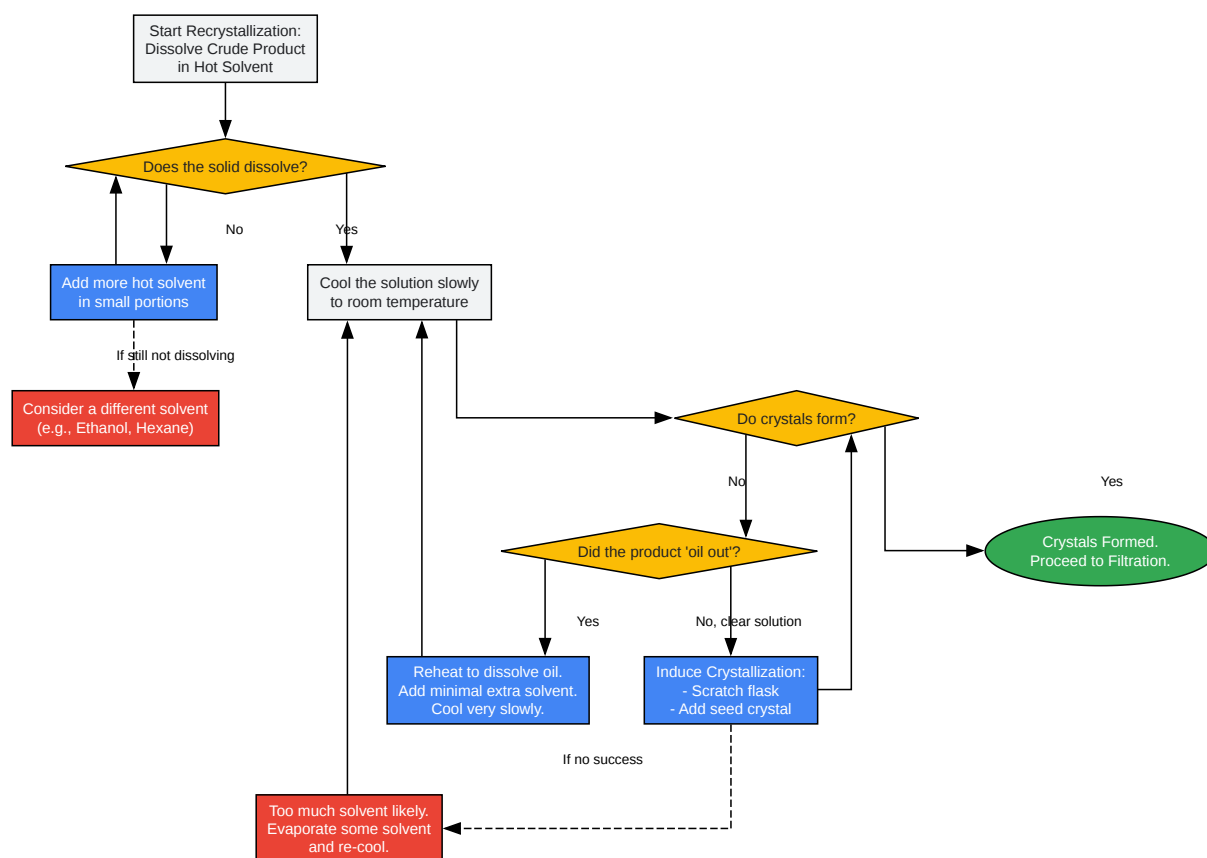 Start Recrystallization:
Dissolve Crude Product
in Hot Solvent
Does the solid dissolve?
No
Yes
Add more hot solvent
in small portions
Cool the solution slowly
to room temperature
If still not dissolving
Consider a different solvent
(e.g., Ethanol, Hexane)
Do crystals form?
No
Yes
Did the product 'oil out'?
Crystals Formed.
Proceed to Filtration.
Yes
No, clear solution
Reheat to dissolve oil.
Add minimal extra solvent.
Cool very slowly.
Induce Crystallization:
- Scratch flask
- Add seed crystal
If no success
Too much solvent likely.
Evaporate some solvent
and re-cool.